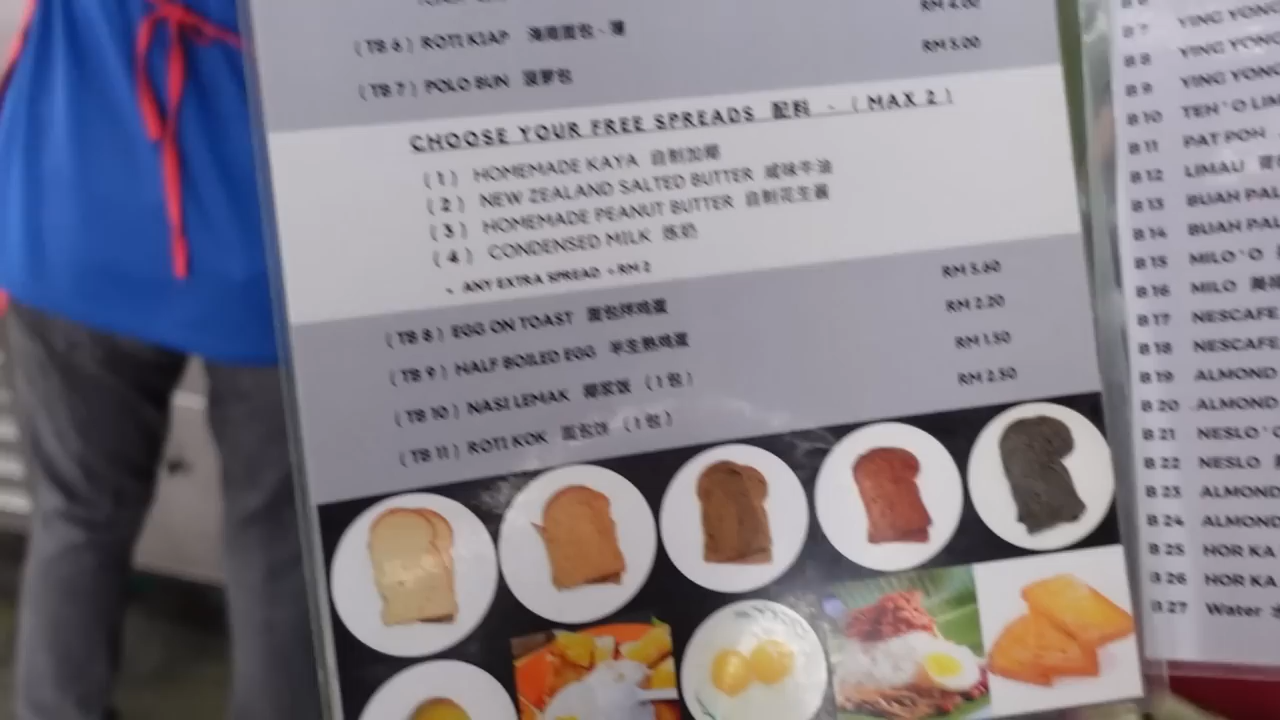 RM 4.00
( TB 6 ) ROTI KIAP 海南面包 - 薄 RM 5.00
( TB 7 ) POLO BUN 菠萝包
CHOOSE YOUR FREE SPREADS 配料 - ( MAX 2 )
( 1 ) HOMEMADE KAYA 自制加椰
( 2 ) NEW ZEALAND SALTED BUTTER 咸味牛油
( 3 ) HOMEMADE PEANUT BUTTER 自制花生酱
( 4 ) CONDENSED MILK 炼奶
ANY EXTRA SPREAD +RM 2
( TB 8 ) EGG ON TOAST 面包拌鸡蛋 RM 5.60
( TB 9 ) HALF BOILED EGG 半生熟鸡蛋 RM 2.20
( TB 10 ) NASI LEMAK 椰浆饭 ( 1 包 ) RM 1.50
( TB 11 ) ROTI KOK 面包饼 ( 1 包 ) RM 2.50
B 7 YING YONG
B 8 YING YONG
B 9 YING YONG
B 10 TEH ' O LIM
B 11 PAT POH
B 12 LIMAU
B 13 BUAH PAL
B 14 BUAH PAL
B 15 MILO ' O
B 16 MILO
B 17 NESCAFE
B 18 NESCAFE
B 19 ALMOND
B 20 ALMOND
B 21 NESLO ' O
B 22 NESLO
B 23 ALMOND
B 24 ALMOND
B 25 HOR KA
B 26 HOR KA
B 27 Water